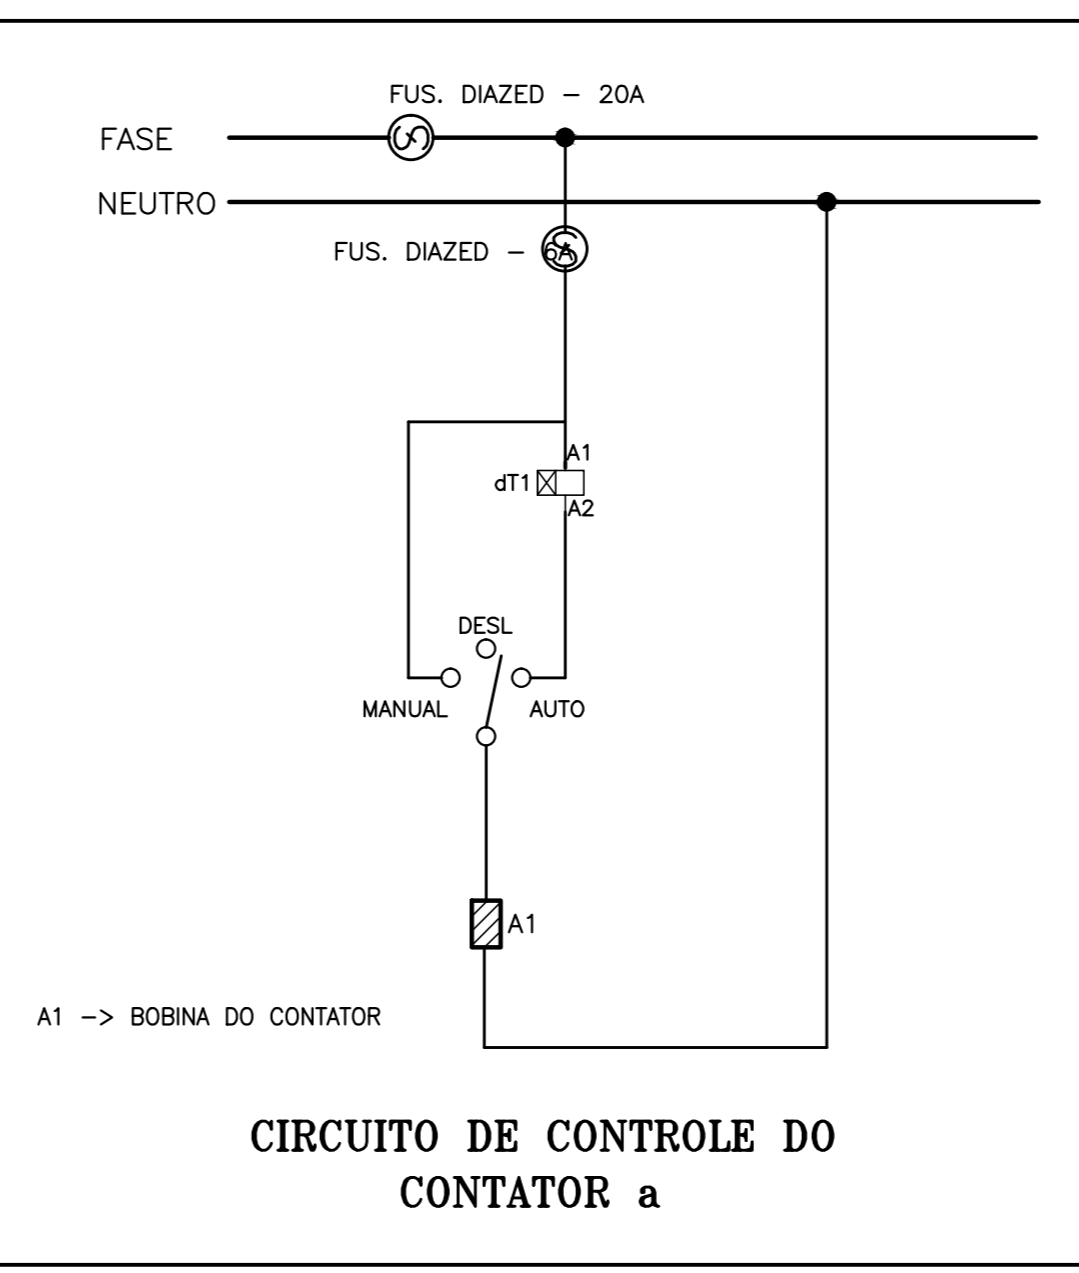 FUS. DIAZED - 20A
FASE
NEUTRO
FUS. DIAZED - 6A
A1
dT1
A2
DESL
MANUAL
AUTO
A1
A1 -> BOBINA DO CONTATOR
CIRCUITO DE CONTROLE DO
CONTATOR a